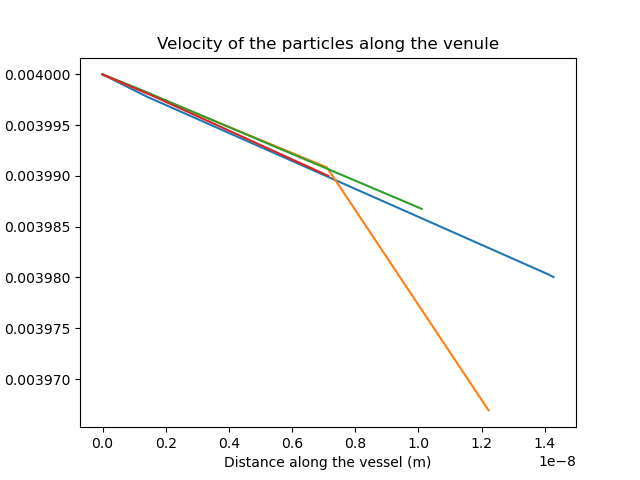 Velocity of the particles along the venule
0.004000
0.003995
0.003990
0.003985
0.003980
0.003975
0.003970
0.0 0.2 0.4 0.6 0.8 1.0 1.2 1.4
1e−8
Distance along the vessel (m)